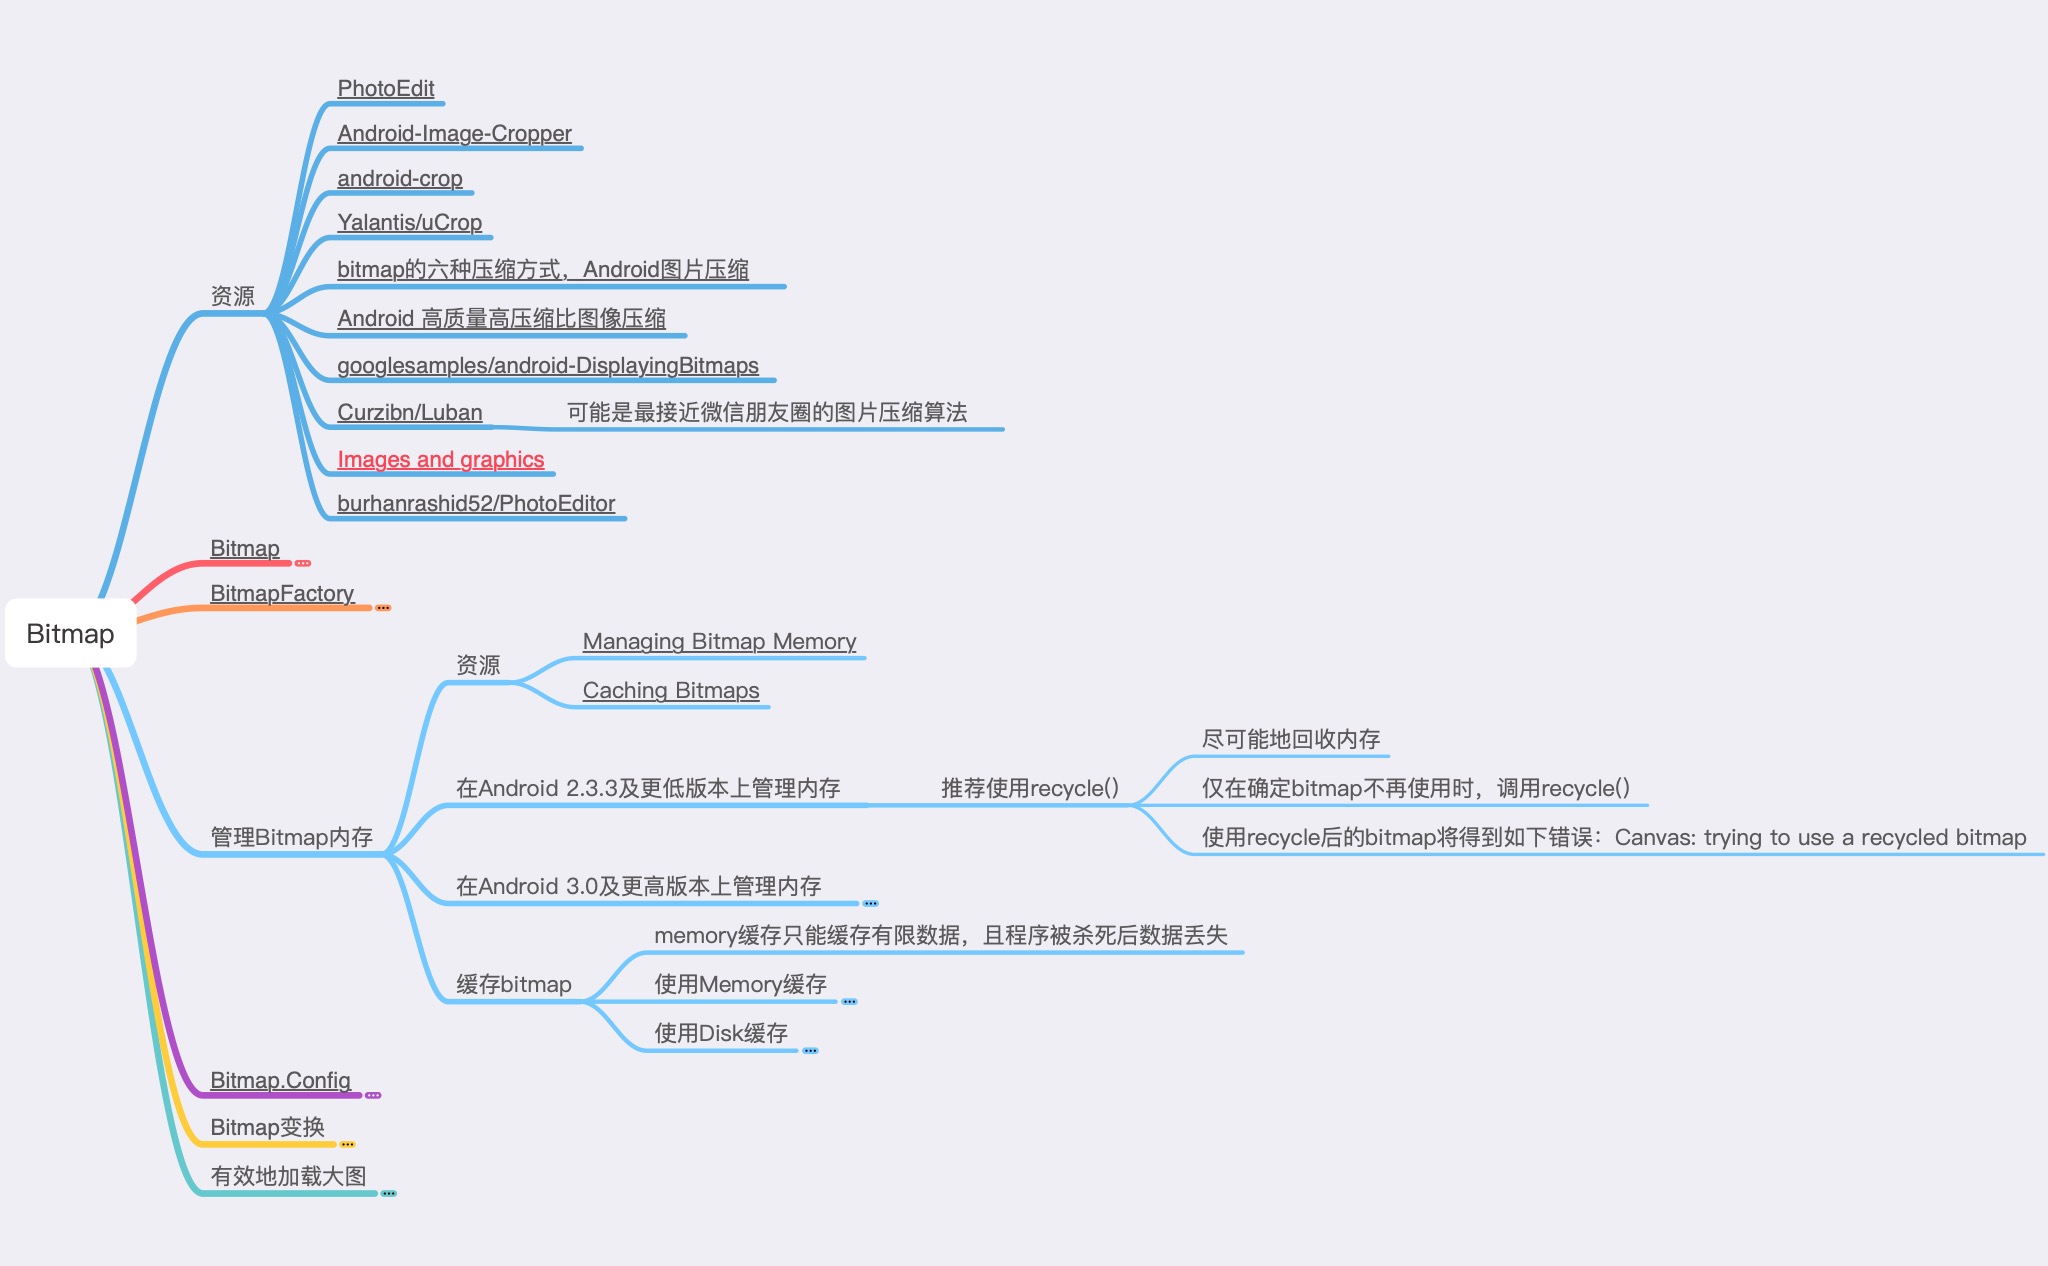 PhotoEdit
Android-Image-Cropper
android-crop
Yalantis/uCrop
bitmap的六种压缩方式，Android图片压缩
资源
Android 高质量高压缩比图像压缩
googlesamples/android-DisplayingBitmaps
Curzibn/Luban
可能是最接近微信朋友圈的图片压缩算法
Images and graphics
burhanrashid52/PhotoEditor
Bitmap
BitmapFactory
Bitmap
管理Bitmap内存
资源
Managing Bitmap Memory
Caching Bitmaps
在Android 2.3.3及更低版本上管理内存
推荐使用recycle()
尽可能地回收内存
仅在确定bitmap不再使用时，调用recycle()
使用recycle后的bitmap将得到如下错误：Canvas: trying to use a recycled bitmap
在Android 3.0及更高版本上管理内存
缓存bitmap
memory缓存只能缓存有限数据，且程序被杀死后数据丢失
使用Memory缓存
使用Disk缓存
Bitmap.Config
Bitmap变换
有效地加载大图